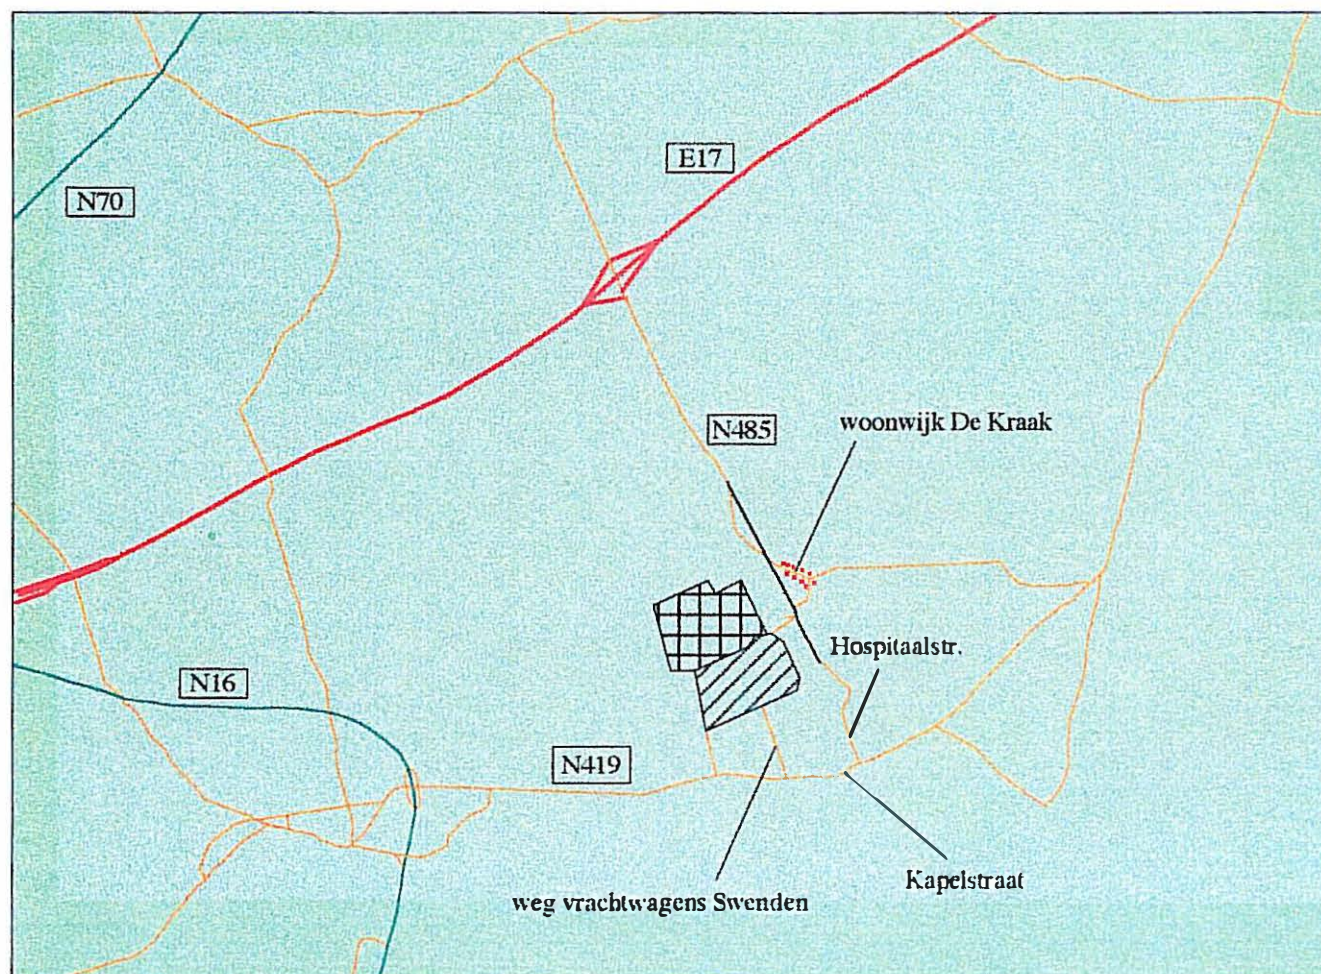 E17
N70
N485
woonwijk De Kraak
Hospitaalstr.
N16
N419
Kapelstraat
weg vrachtwagens Swenden